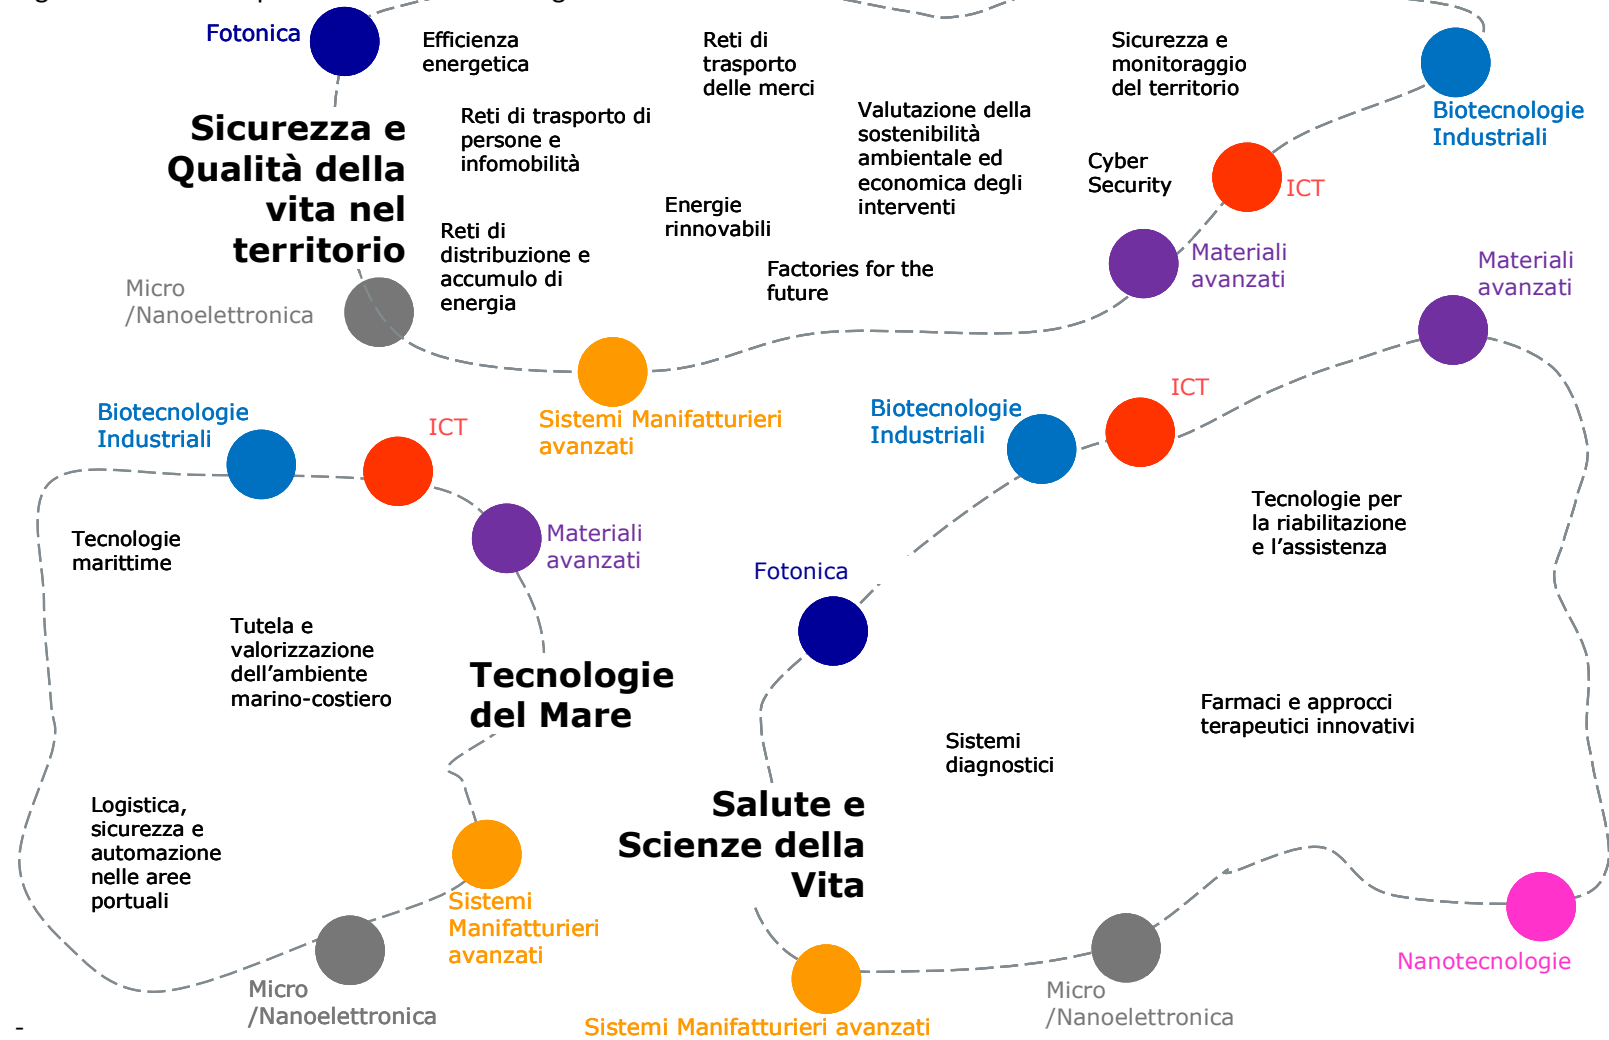 Fotonica
Efficienza
energetica
Reti di
trasporto
delle merci
Sicurezza e
monitoraggio
del territorio
Biotecnologie
Industriali
Sicurezza e
Qualità della
vita nel
territorio
Reti di trasporto di
persone e
infomobilità
Valutazione della
sostenibilità
ambientale ed
economica degli
interventi
Cyber
Security
ICT
Energie
rinnovabili
Reti di
distribuzione e
accumulo di
energia
Factories for the
future
Materiali
avanzati
Micro
/Nanoelettronica
Sistemi Manifatturieri
avanzati
Biotecnologie
Industriali
ICT
Materiali
avanzati
Tecnologie
marittime
Tutela e
valorizzazione
dell’ambiente
marino-costiero
Tecnologie
del Mare
Logistica,
sicurezza e
automazione
nelle aree
portuali
Sistemi
Manifatturieri
avanzati
Micro
/Nanoelettronica
Materiali
avanzati
ICT
Biotecnologie
Industriali
Tecnologie per
la riabilitazione
e l’assistenza
Fotonica
Farmaci e approcci
terapeutici innovativi
Sistemi
diagnostici
Salute e
Scienze della
Vita
Nanotecnologie
Micro
/Nanoelettronica
Sistemi Manifatturieri avanzati
-